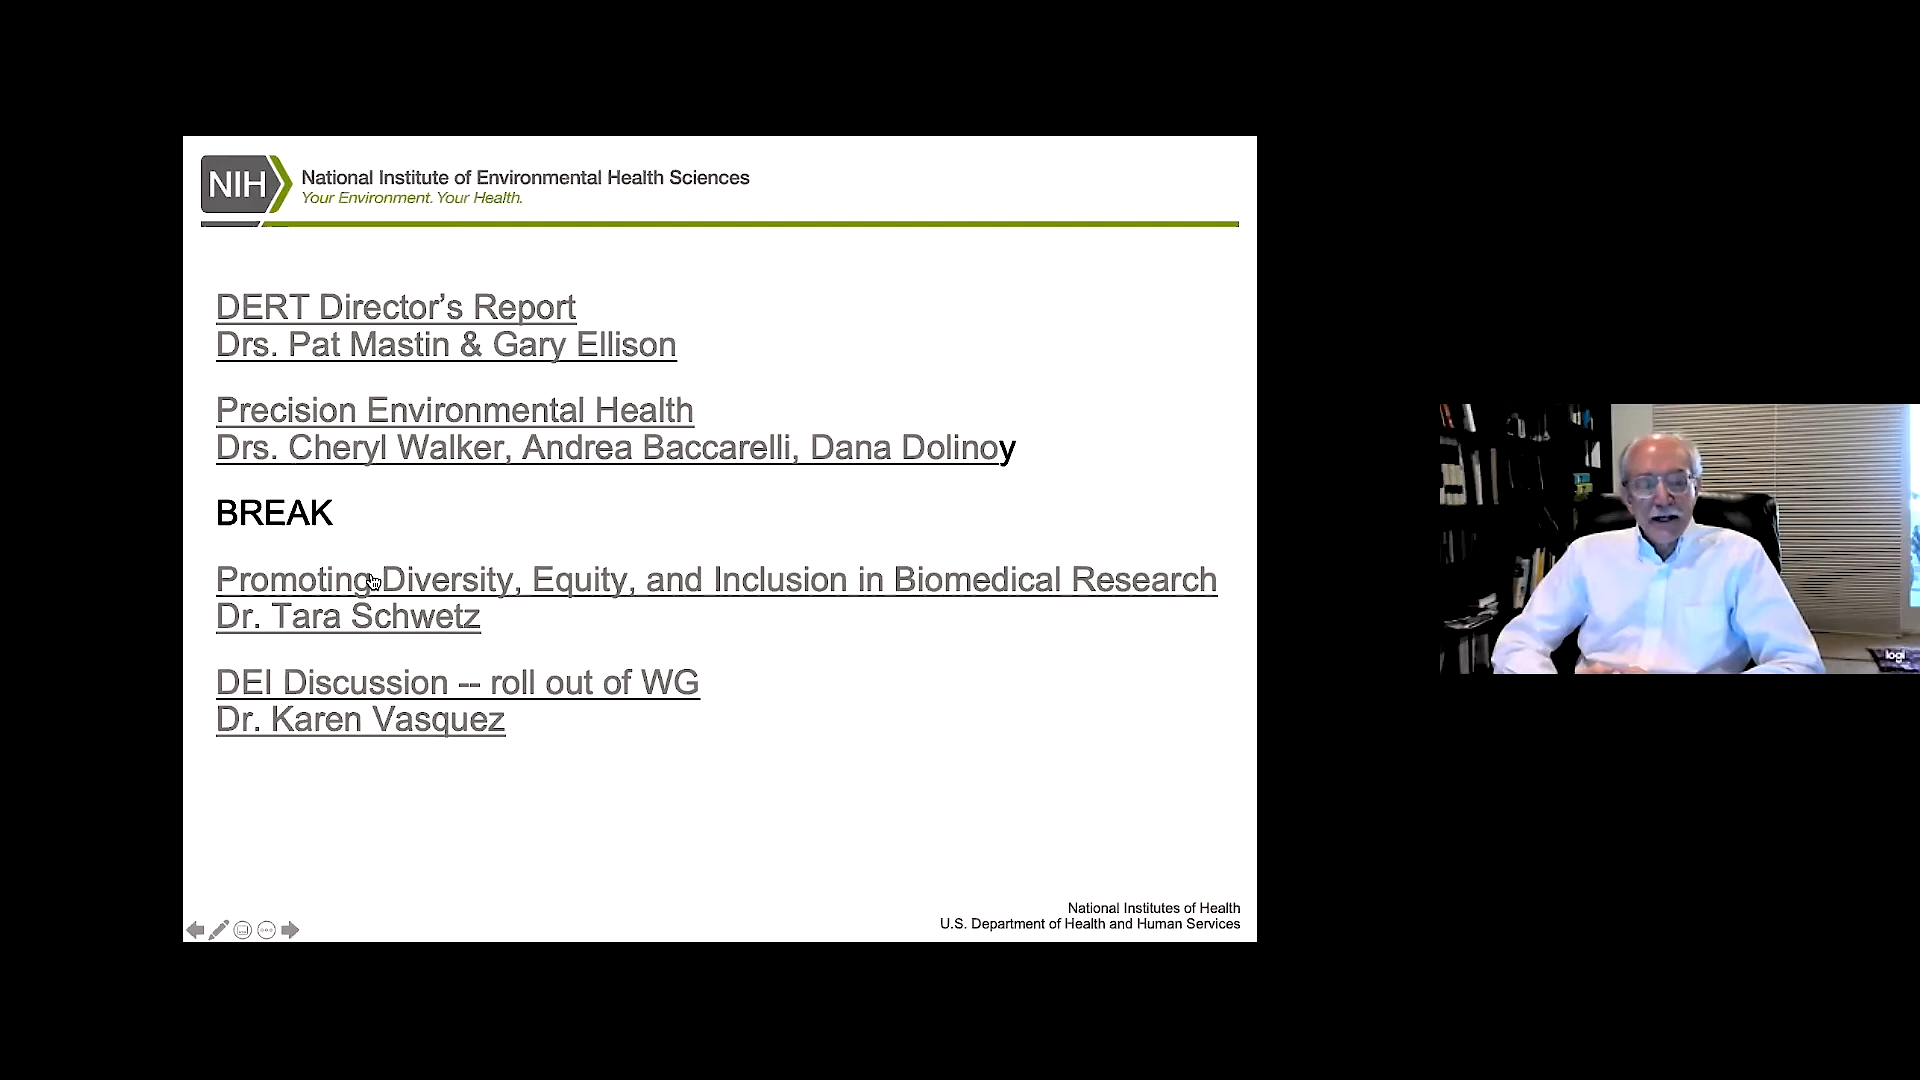 NIH
National Institute of Environmental Health Sciences
Your Environment. Your Health.
DERT Director’s Report
Drs. Pat Mastin & Gary Ellison
Precision Environmental Health
Drs. Cheryl Walker, Andrea Baccarelli, Dana Dolinoy
BREAK
Promoting Diversity, Equity, and Inclusion in Biomedical Research
Dr. Tara Schwetz
DEI Discussion -- roll out of WG
Dr. Karen Vasquez
National Institutes of Health
U.S. Department of Health and Human Services
logi